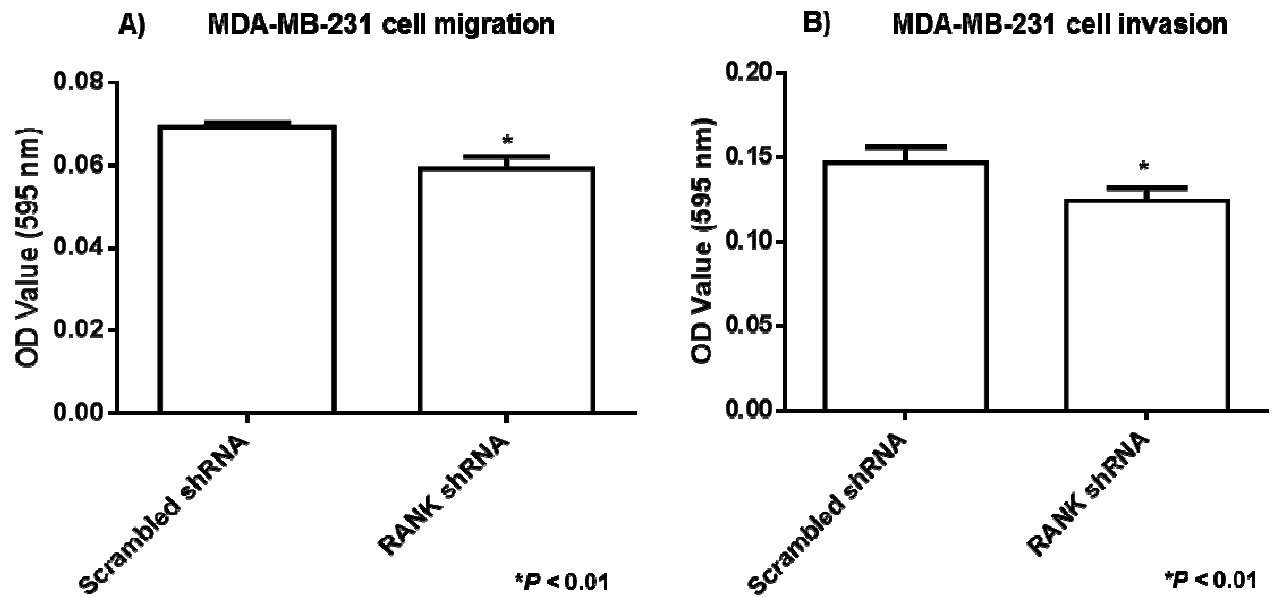 A) MDA-MB-231 cell migration
OD Value (595 nm)
0.08
0.06
0.04
0.02
0.00
*
Scrambled shRNA
RANK shRNA
*P < 0.01
B) MDA-MB-231 cell invasion
OD Value (595 nm)
0.20
0.15
0.10
0.05
0.00
*
Scrambled shRNA
RANK shRNA
*P < 0.01